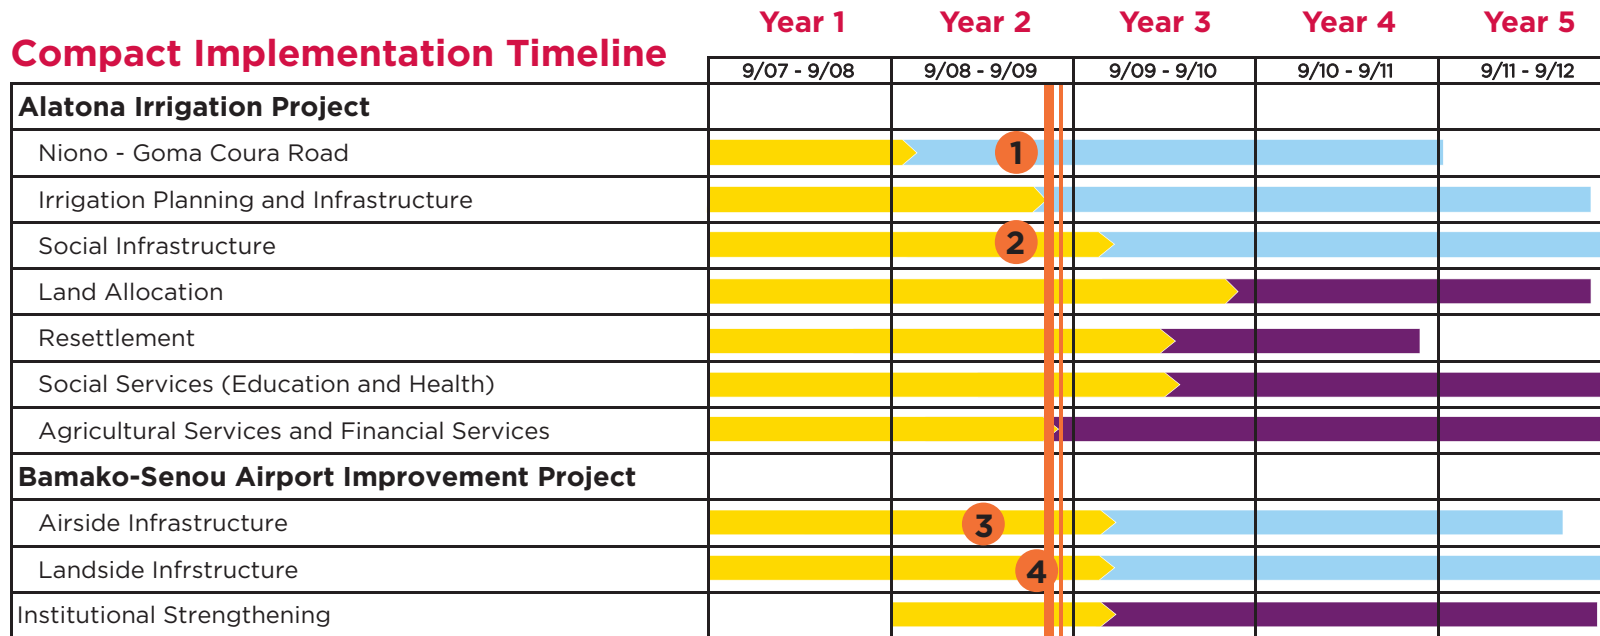 Year 1 Year 2 Year 3 Year 4 Year 5
Compact Implementation Timeline
9/07 - 9/08 9/08 - 9/09 9/09 - 9/10 9/10 - 9/11 9/11 - 9/12
Alatona Irrigation Project
Niono - Goma Coura Road 1
Irrigation Planning and Infrastructure
Social Infrastructure 2
Land Allocation
Resettlement
Social Services (Education and Health)
Agricultural Services and Financial Services
Bamako-Senou Airport Improvement Project
Airside Infrastructure 3
Landside Infrstructure 4
Institutional Strengthening